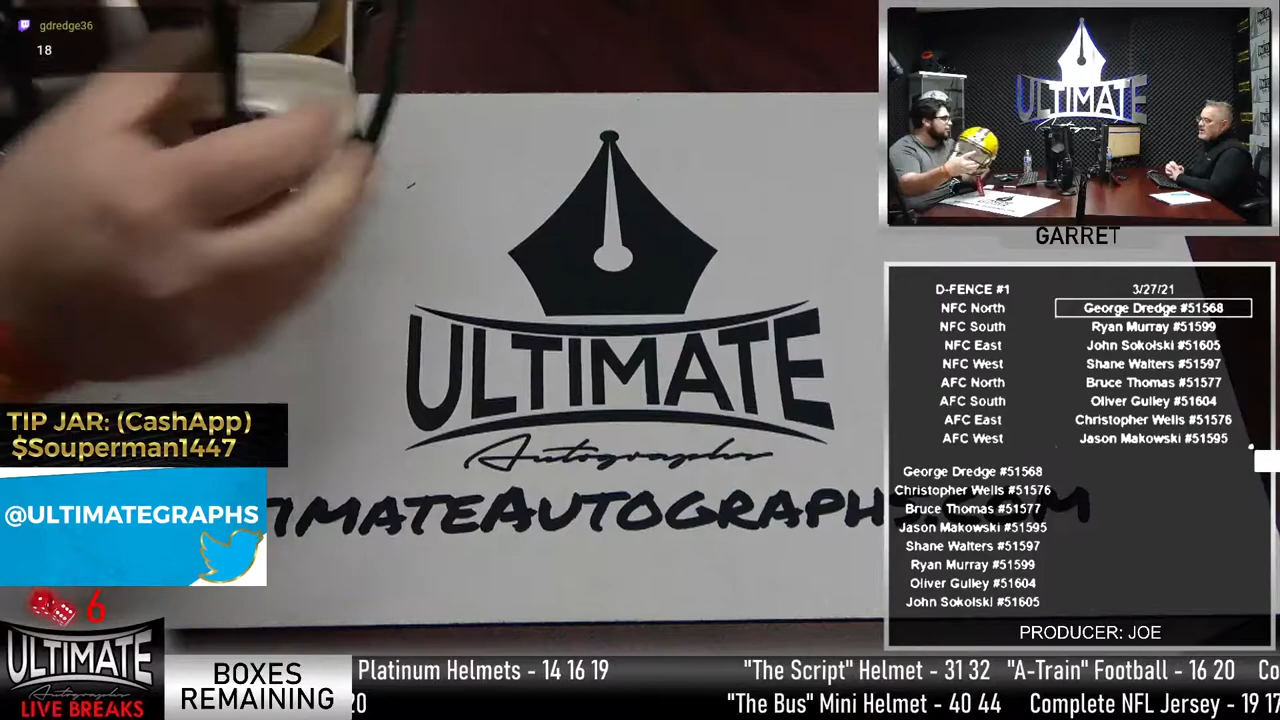 gdredge36
18
ULTIMATE
GARRET
ULTIMATE
Autographs
D-FENCE #1 3/27/21
NFC North George Dredge #51568
NFC South Ryan Murray #51599
NFC East John Sokolski #51605
NFC West Shane Walters #51597
AFC North Bruce Thomas #51577
AFC South Oliver Gulley #51604
AFC East Christopher Wells #51576
AFC West Jason Makowski #51595
TIP JAR: (CashApp)
$Souperman1447
George Dredge #51568
Christopher Wells #51576
Bruce Thomas #51577
Jason Makowski #51595
Shane Walters #51597
Ryan Murray #51599
Oliver Gulley #51604
John Sokolski #51605
@ULTIMATEGRAPHS
TIMATEAUTOGRAPH M
6
PRODUCER: JOE
ULTIMATE
Autographs
LIVE BREAKS
BOXES
REMAINING
Platinum Helmets - 14 16 19 "The Script" Helmet - 31 32 "A-Train" Football - 16 20 Co
20 "The Bus" Mini Helmet - 40 44 Complete NFL Jersey - 19 17